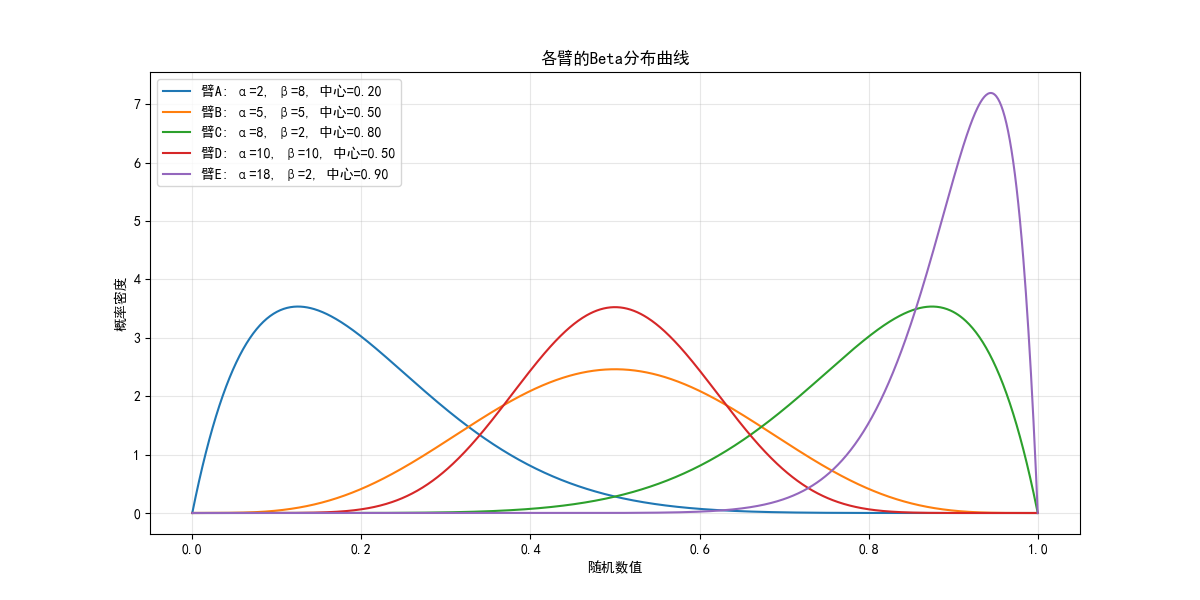 各臂的Beta分布曲线
臂A: α=2, β=8, 中心=0.20
臂B: α=5, β=5, 中心=0.50
臂C: α=8, β=2, 中心=0.80
臂D: α=10, β=10, 中心=0.50
臂E: α=18, β=2, 中心=0.90
概率密度
7
6
5
4
3
2
1
0
0.0 0.2 0.4 0.6 0.8 1.0
随机数值